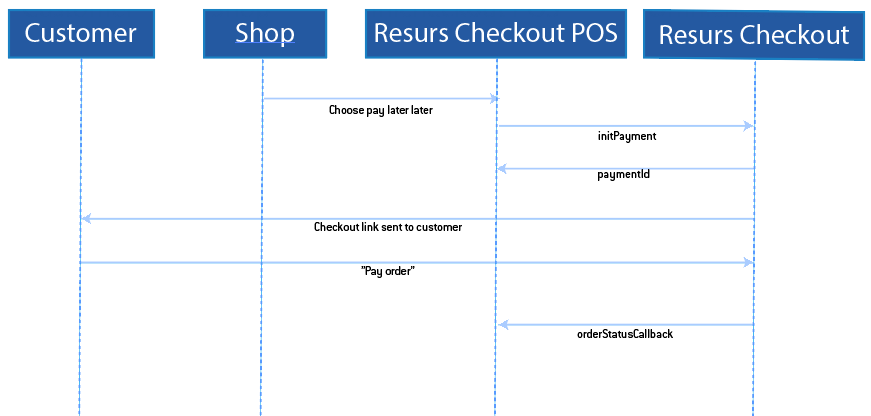 Customer
Shop
Resurs Checkout POS
Resurs Checkout
Choose pay later later
initPayment
paymentId
Checkout link sent to customer
"Pay order"
orderStatusCallback